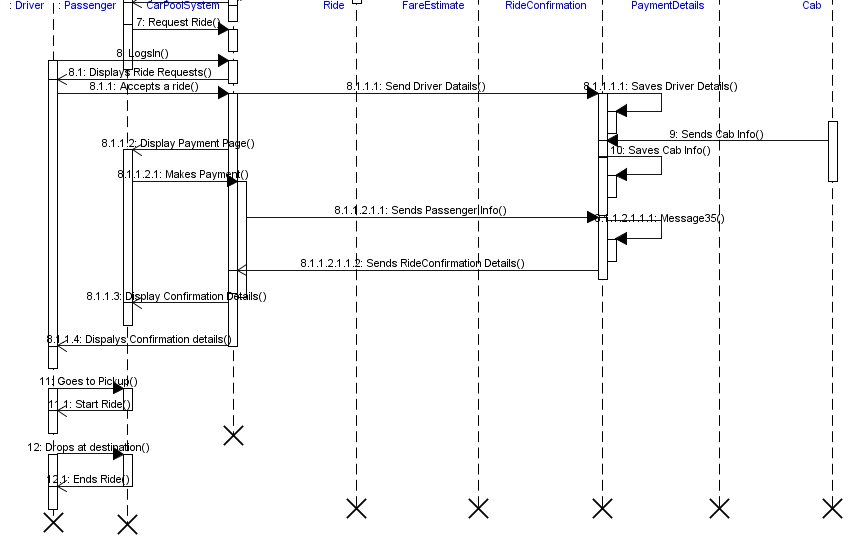 : Driver : Passenger CarPoolSystem Ride FareEstimate RideConfirmation PaymentDetails Cab
7: Request Ride()
8: LogsIn()
8.1: Displays Ride Requests()
8.1.1: Accepts a ride() 8.1.1.1: Send Driver Datails() 8.1.1.1.1: Saves Driver Details()
9: Sends Cab Info()
8.1.1.2: Display Payment Page() 10: Saves Cab Info()
8.1.1.2.1: Makes Payment()
8.1.1.2.1.1: Sends Passenger Info() 8.1.1.2.1.1.1: Message35()
8.1.1.2.1.1.2: Sends RideConfirmation Details()
8.1.1.3: Display Confirmation Details()
8.1.1.4: Dispalys Confirmation details()
11: Goes to Pickup()
11.1: Start Ride()
12: Drops at destination()
12.1: Ends Ride()